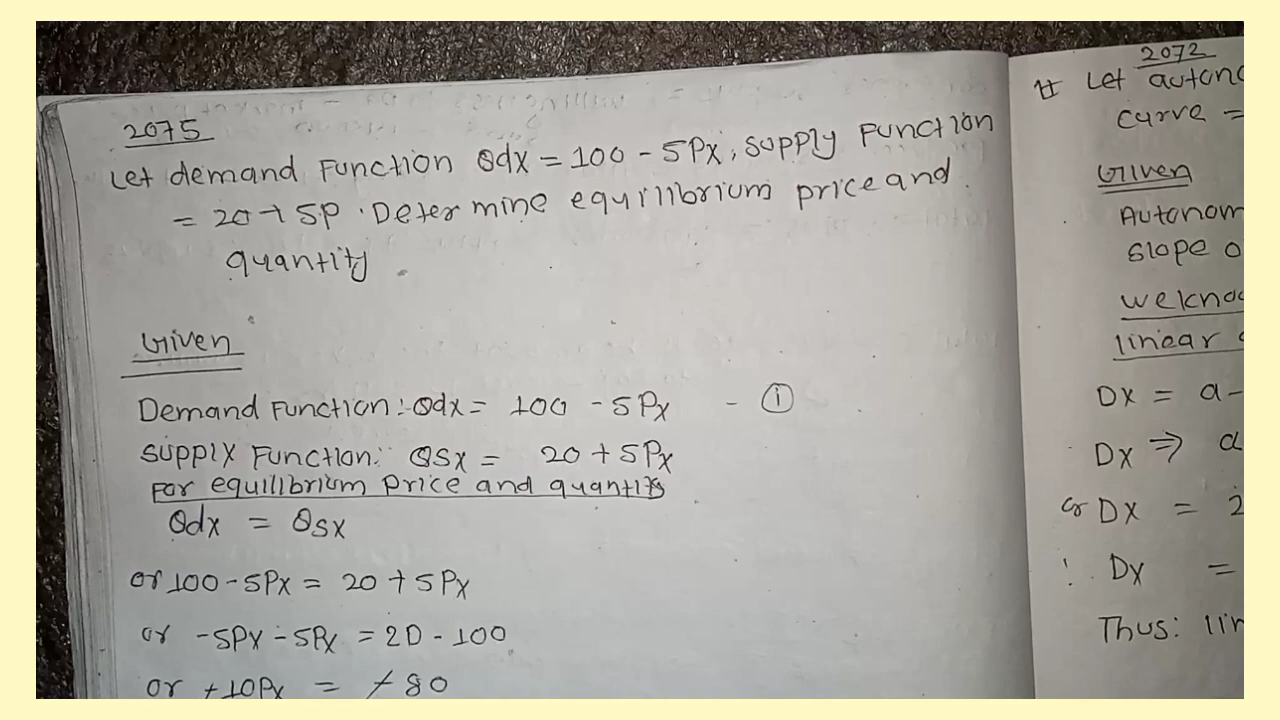 2075
Let demand Function Qdx = 100 - 5Px, supply Function
= 20 + 5P. Determine equilibrium price and
quantity.
Given
Demand Function:- Qdx = 100 - 5Px - (i)
Supply Function: Qsx = 20 + 5Px
For equilibrium price and quantity
Qdx = Qsx
or 100 - 5Px = 20 + 5Px
or -5Px - 5Px = 20 - 100
or +10Px = +80
2072
# Let autono
curve =
Given
Autonom
Slope o
we kno
linear
Dx = a-
Dx ⇒ a
or Dx = 2
∴ Dx =
Thus: lin